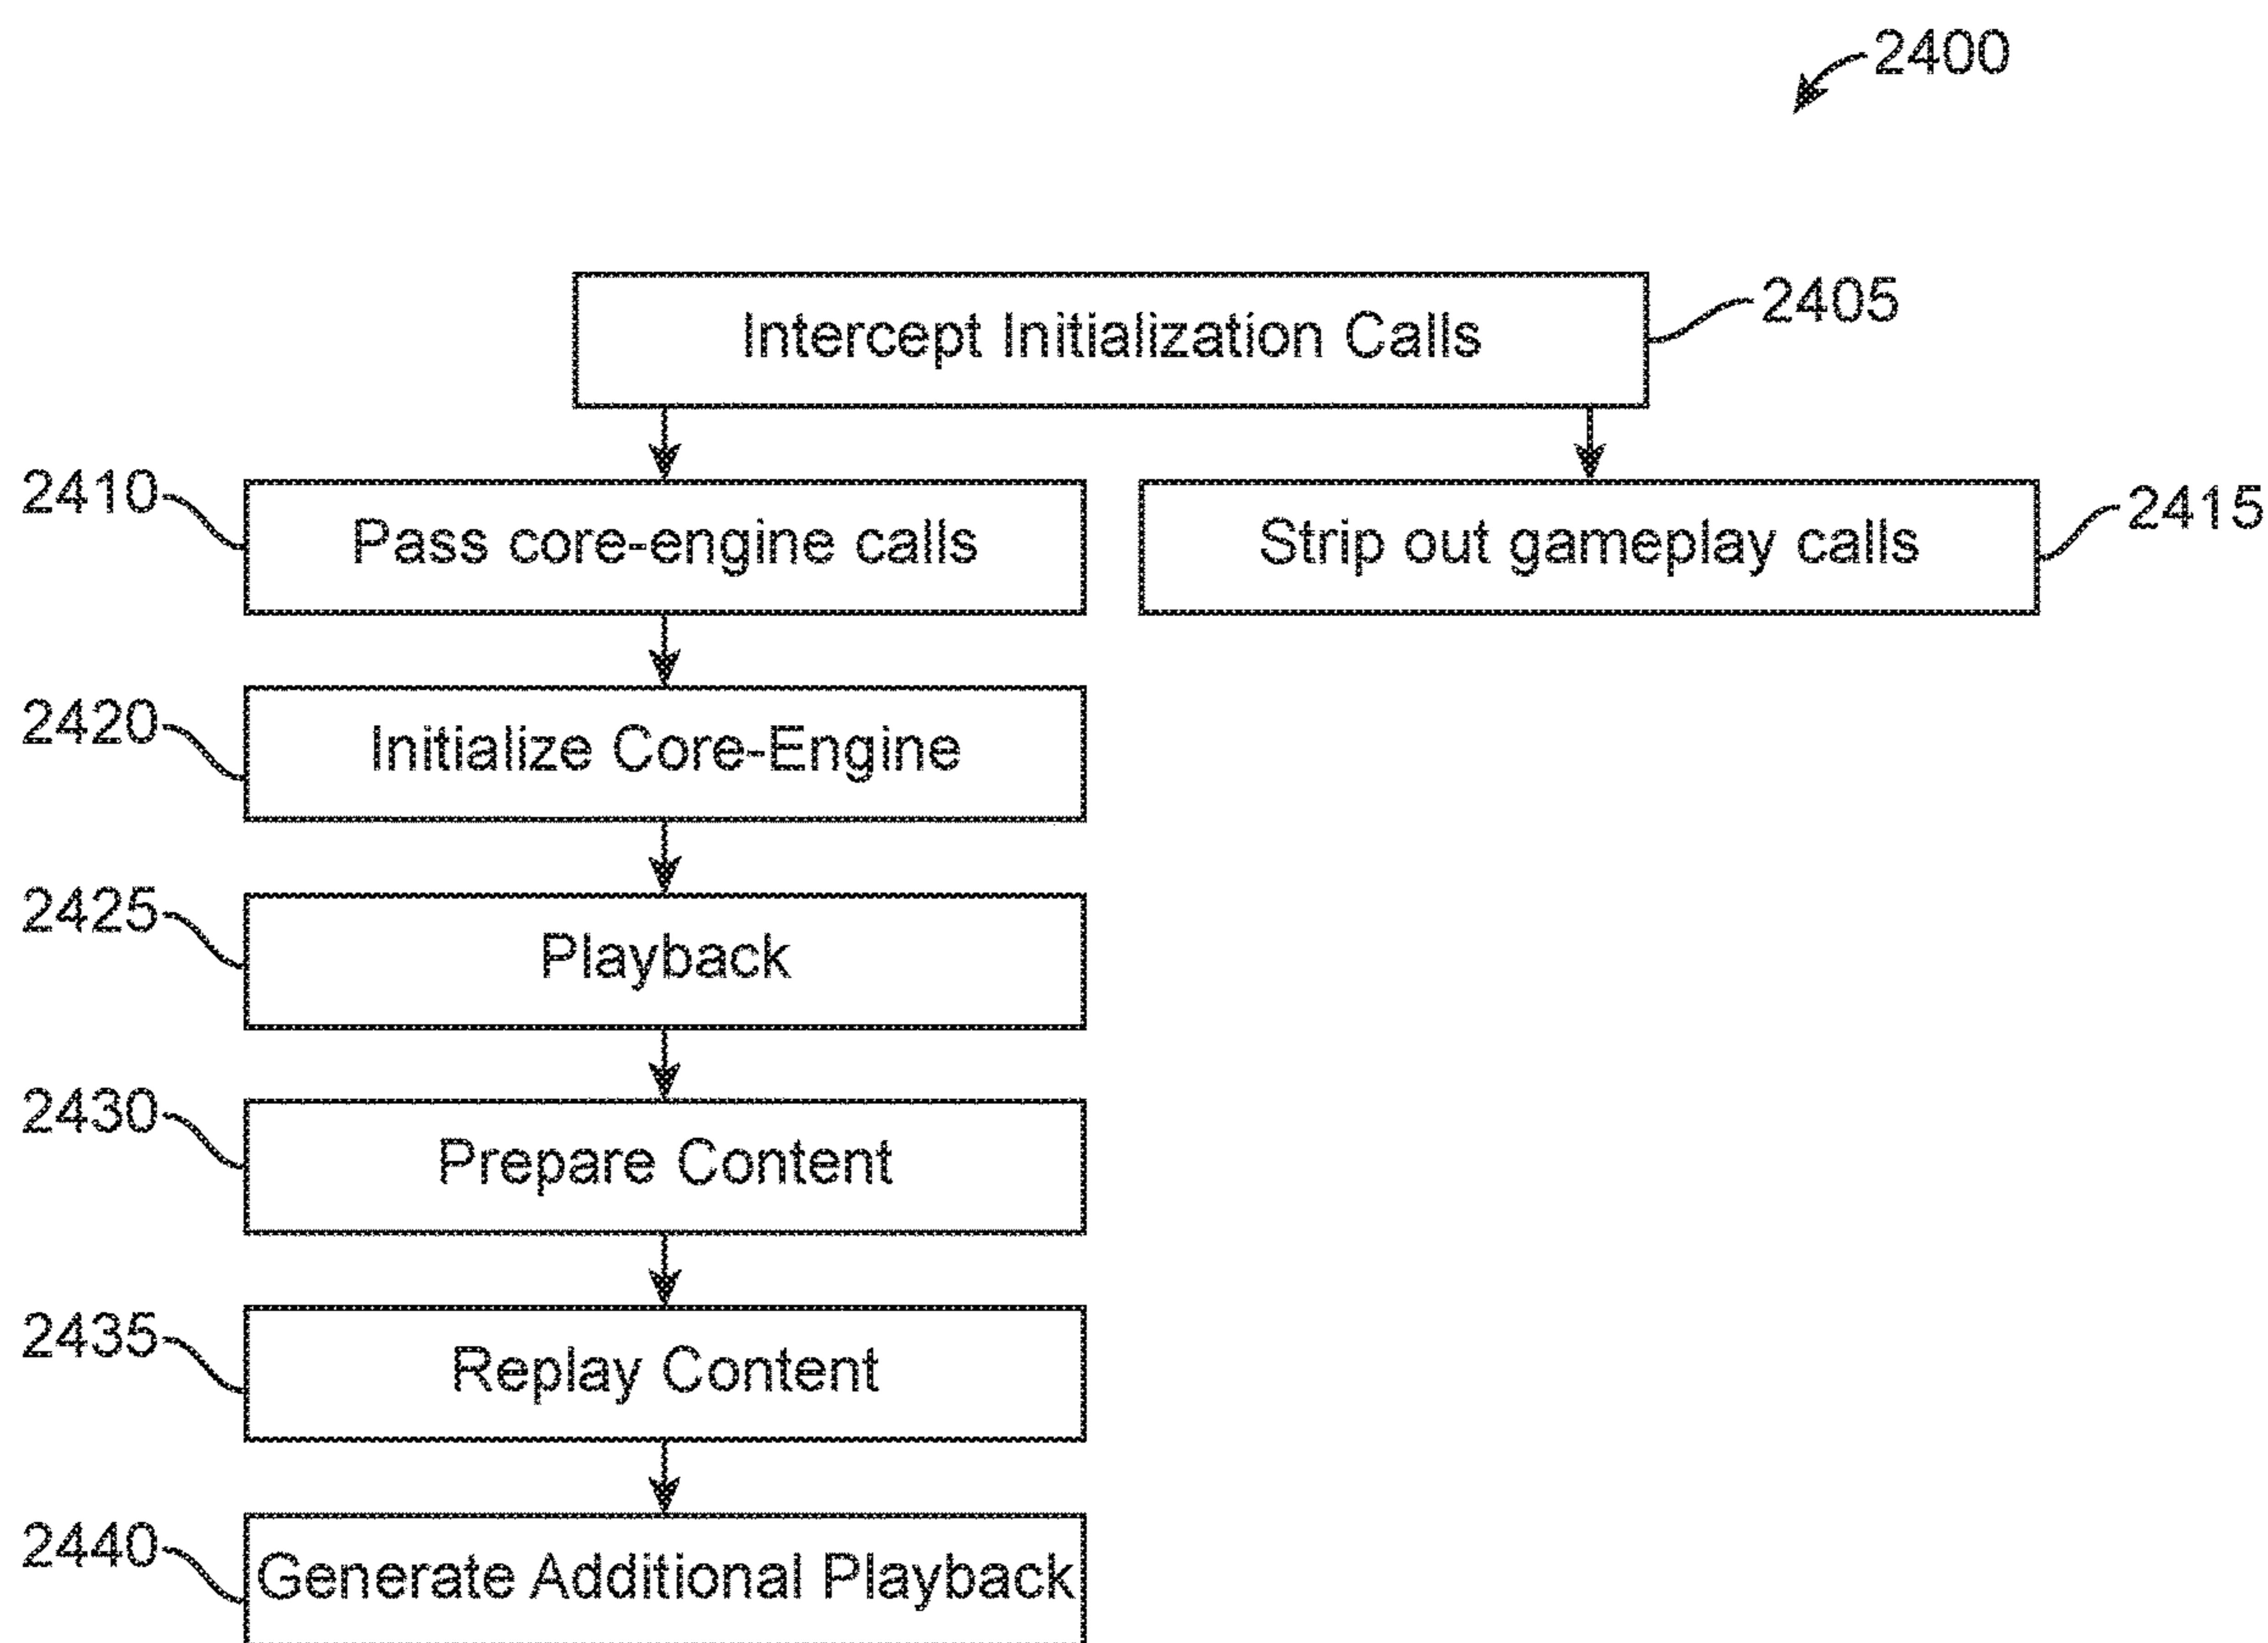 2400
Intercept Initialization Calls
2405
2410
Pass core-engine calls
Strip out gameplay calls
2415
2420
Initialize Core-Engine
2425
Playback
2430
Prepare Content
2435
Replay Content
2440
Generate Additional Playback